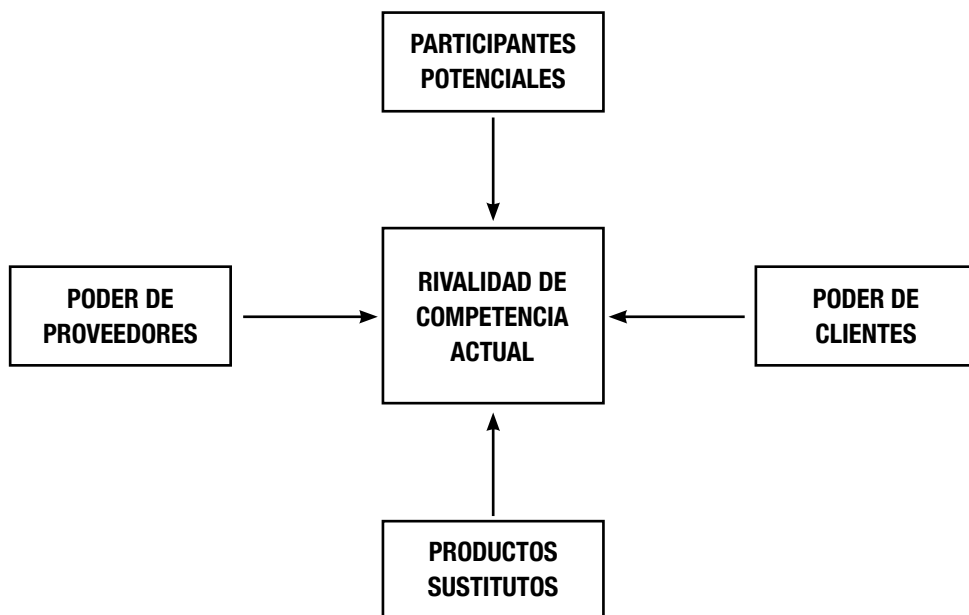 PARTICIPANTES
POTENCIALES
PODER DE
PROVEEDORES
RIVALIDAD DE
COMPETENCIA
ACTUAL
PODER DE
CLIENTES
PRODUCTOS
SUSTITUTOS